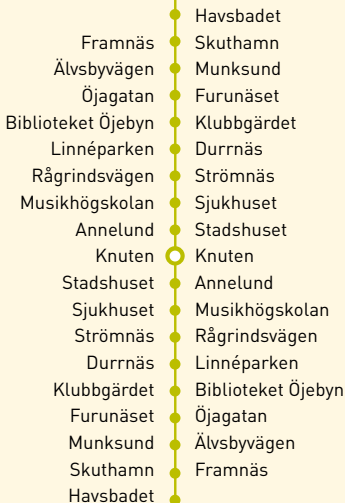 Havsbadet
Framnäs Skuthamn
Älvsbyvägen Munksund
Öjagatan Furunäset
Biblioteket Öjebyn Klubbgärdet
Linnéparken Durrnäs
Rågrindsvägen Strömnäs
Musikhögskolan Sjukhuset
Annelund Stadshuset
Knuten Knuten
Stadshuset Annelund
Sjukhuset Musikhögskolan
Strömnäs Rågrindsvägen
Durrnäs Linnéparken
Klubbgärdet Biblioteket Öjebyn
Furunäset Öjagatan
Munksund Älvsbyvägen
Skuthamn Framnäs
Havsbadet